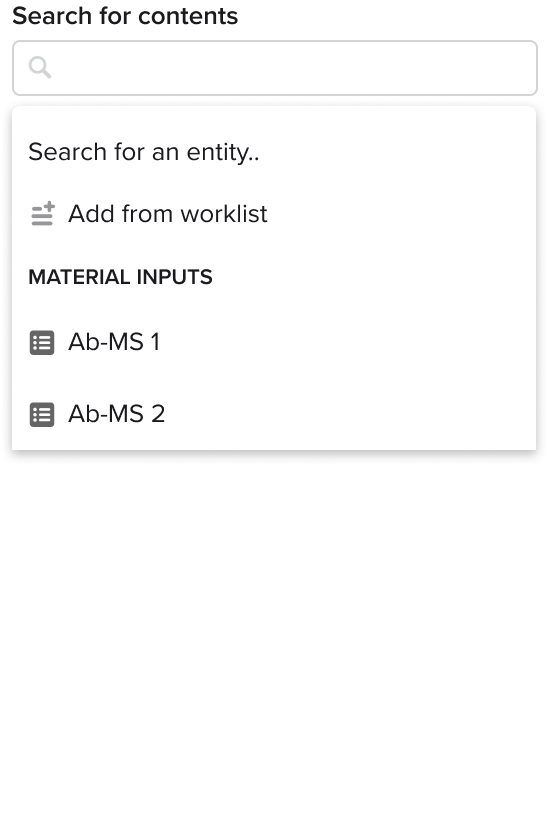 Search for contents
Search for an entity..
Add from worklist
MATERIAL INPUTS
Ab-MS 1
Ab-MS 2